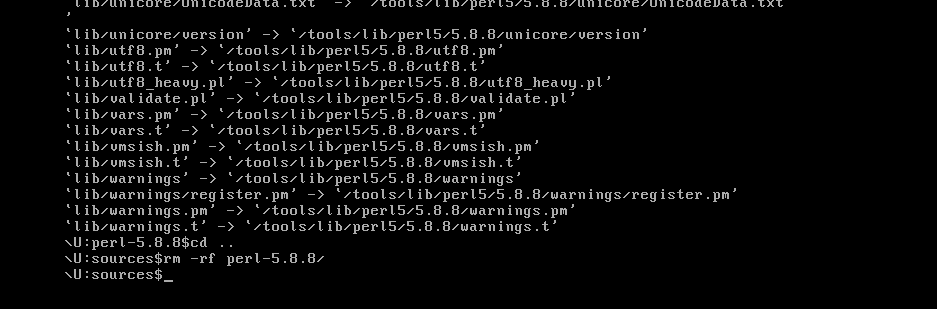 `lib/unicore/UnicodeData.txt' -> `/tools/lib/perl5/5.8.8/unicore/UnicodeData.txt
'
`lib/unicore/version' -> `/tools/lib/perl5/5.8.8/unicore/version'
`lib/utf8.pm' -> `/tools/lib/perl5/5.8.8/utf8.pm'
`lib/utf8.t' -> `/tools/lib/perl5/5.8.8/utf8.t'
`lib/utf8_heavy.pl' -> `/tools/lib/perl5/5.8.8/utf8_heavy.pl'
`lib/validate.pl' -> `/tools/lib/perl5/5.8.8/validate.pl'
`lib/vars.pm' -> `/tools/lib/perl5/5.8.8/vars.pm'
`lib/vars.t' -> `/tools/lib/perl5/5.8.8/vars.t'
`lib/vmsish.pm' -> `/tools/lib/perl5/5.8.8/vmsish.pm'
`lib/vmsish.t' -> `/tools/lib/perl5/5.8.8/vmsish.t'
`lib/warnings' -> `/tools/lib/perl5/5.8.8/warnings'
`lib/warnings/register.pm' -> `/tools/lib/perl5/5.8.8/warnings/register.pm'
`lib/warnings.pm' -> `/tools/lib/perl5/5.8.8/warnings.pm'
`lib/warnings.t' -> `/tools/lib/perl5/5.8.8/warnings.t'
\U:perl-5.8.8$cd ..
\U:sources$rm -rf perl-5.8.8/
\U:sources$_